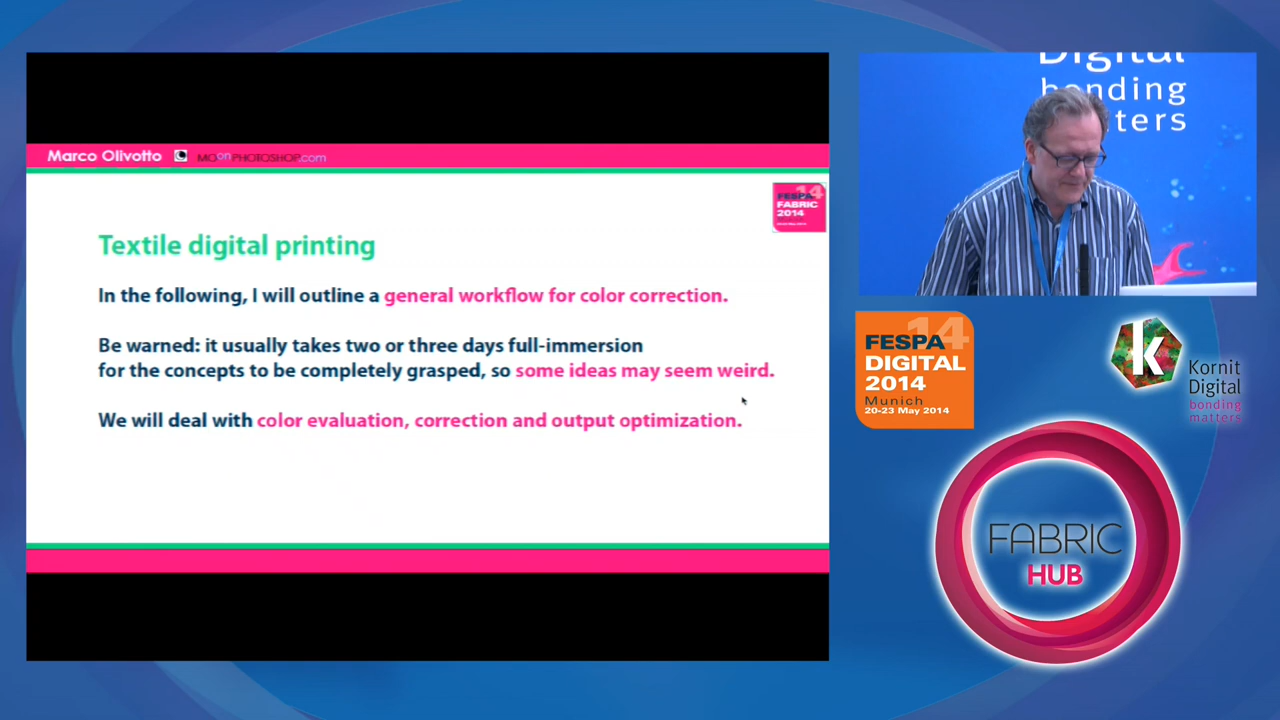 Marco Olivotto
MOonPHOTOSHOP.com
FESPA 14
FABRIC
2014
Textile digital printing
In the following, I will outline a general workflow for color correction.
Be warned: it usually takes two or three days full-immersion
for the concepts to be completely grasped, so some ideas may seem weird.
We will deal with color evaluation, correction and output optimization.
Digital
bonding
matters
FESPA 14
DIGITAL
2014
Munich
20-23 May 2014
k
Kornit
Digital
bonding
matters
FABRIC
HUB